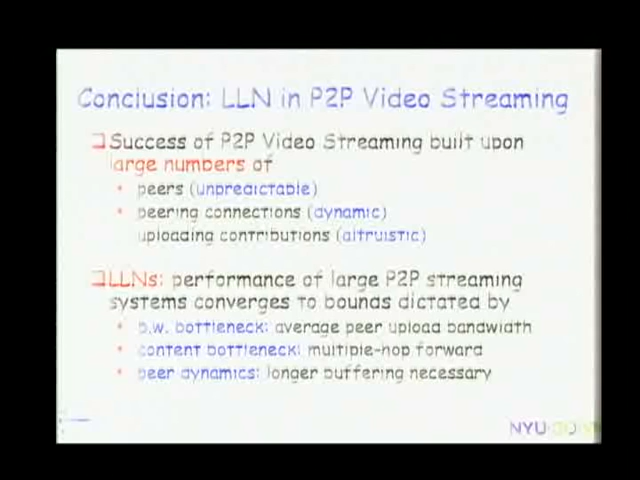 Conclusion: LLN in P2P Video Streaming
Success of P2P Video Streaming built upon
large numbers of
• peers (unpredictable)
• peering connections (dynamic)
uploading contributions (altruistic)
LLNs: performance of large P2P streaming
systems converges to bounds dictated by
• b.w. bottleneck: average peer upload bandwidth
• content bottleneck: multiple-hop forward
• peer dynamics: longer buffering necessary
NYU